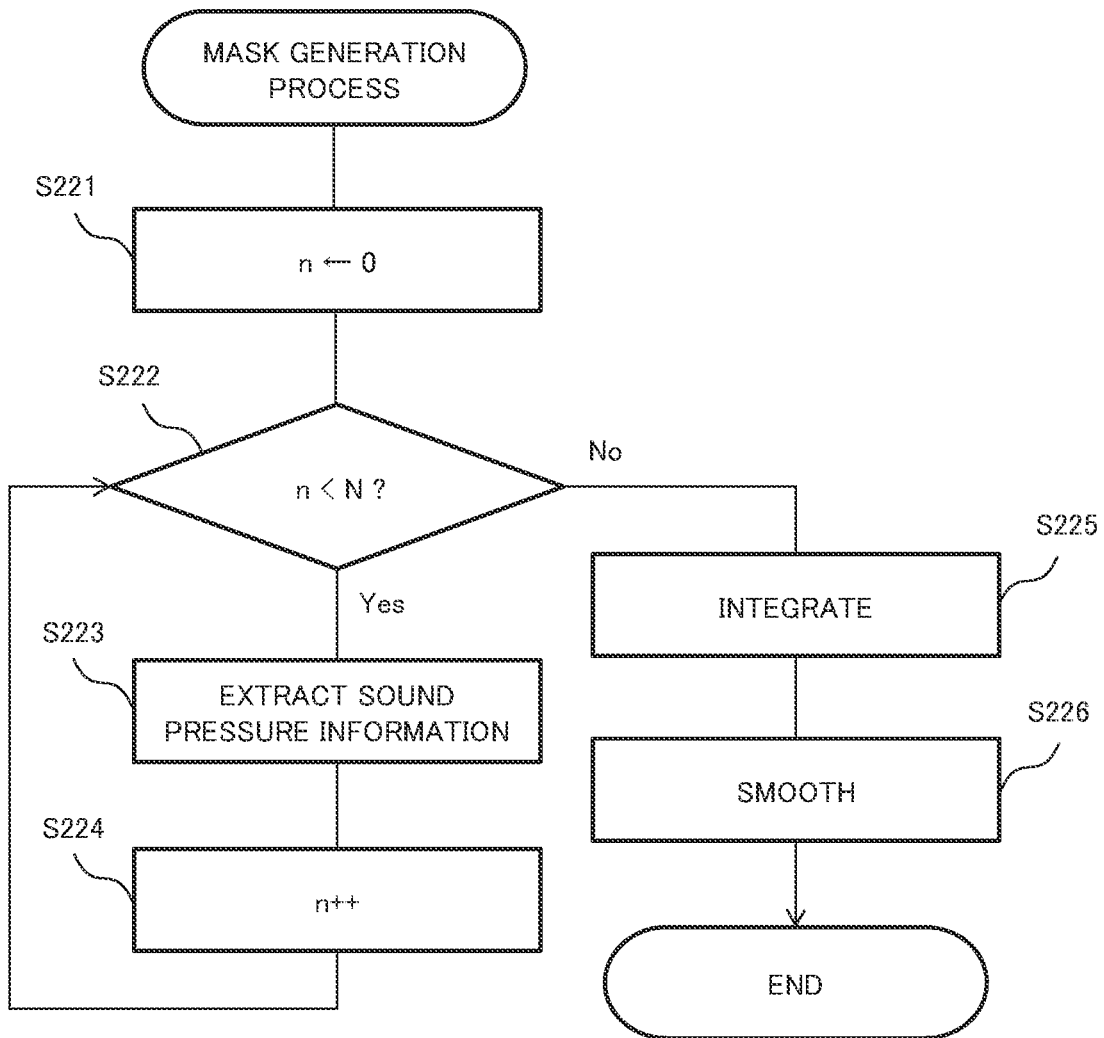 MASK GENERATION
PROCESS
S221
n ← 0
S222
n < N ?
No
Yes
S223
EXTRACT SOUND
PRESSURE INFORMATION
S224
n++
S225
INTEGRATE
S226
SMOOTH
END